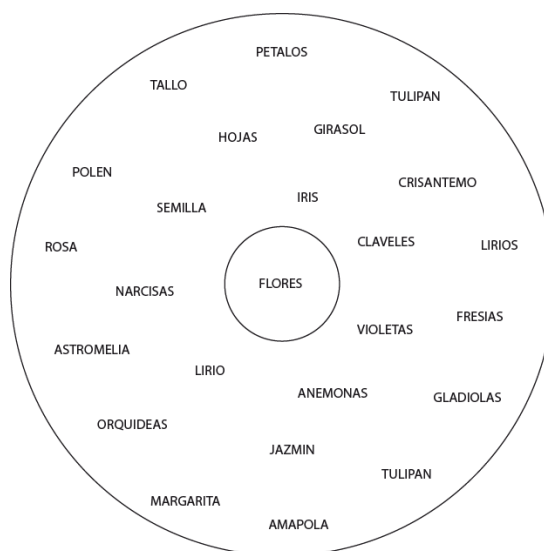 PETALOS
TALLO
TULIPAN
HOJAS
GIRASOL
POLEN
CRISANTEMO
SEMILLA
IRIS
ROSA
CLAVELES
LIRIOS
NARCISAS
FLORES
FRESIAS
VIOLETAS
ASTROMELIA
LIRIO
ANEMONAS
GLADIOLAS
ORQUIDEAS
JAZMIN
TULIPAN
MARGARITA
AMAPOLA